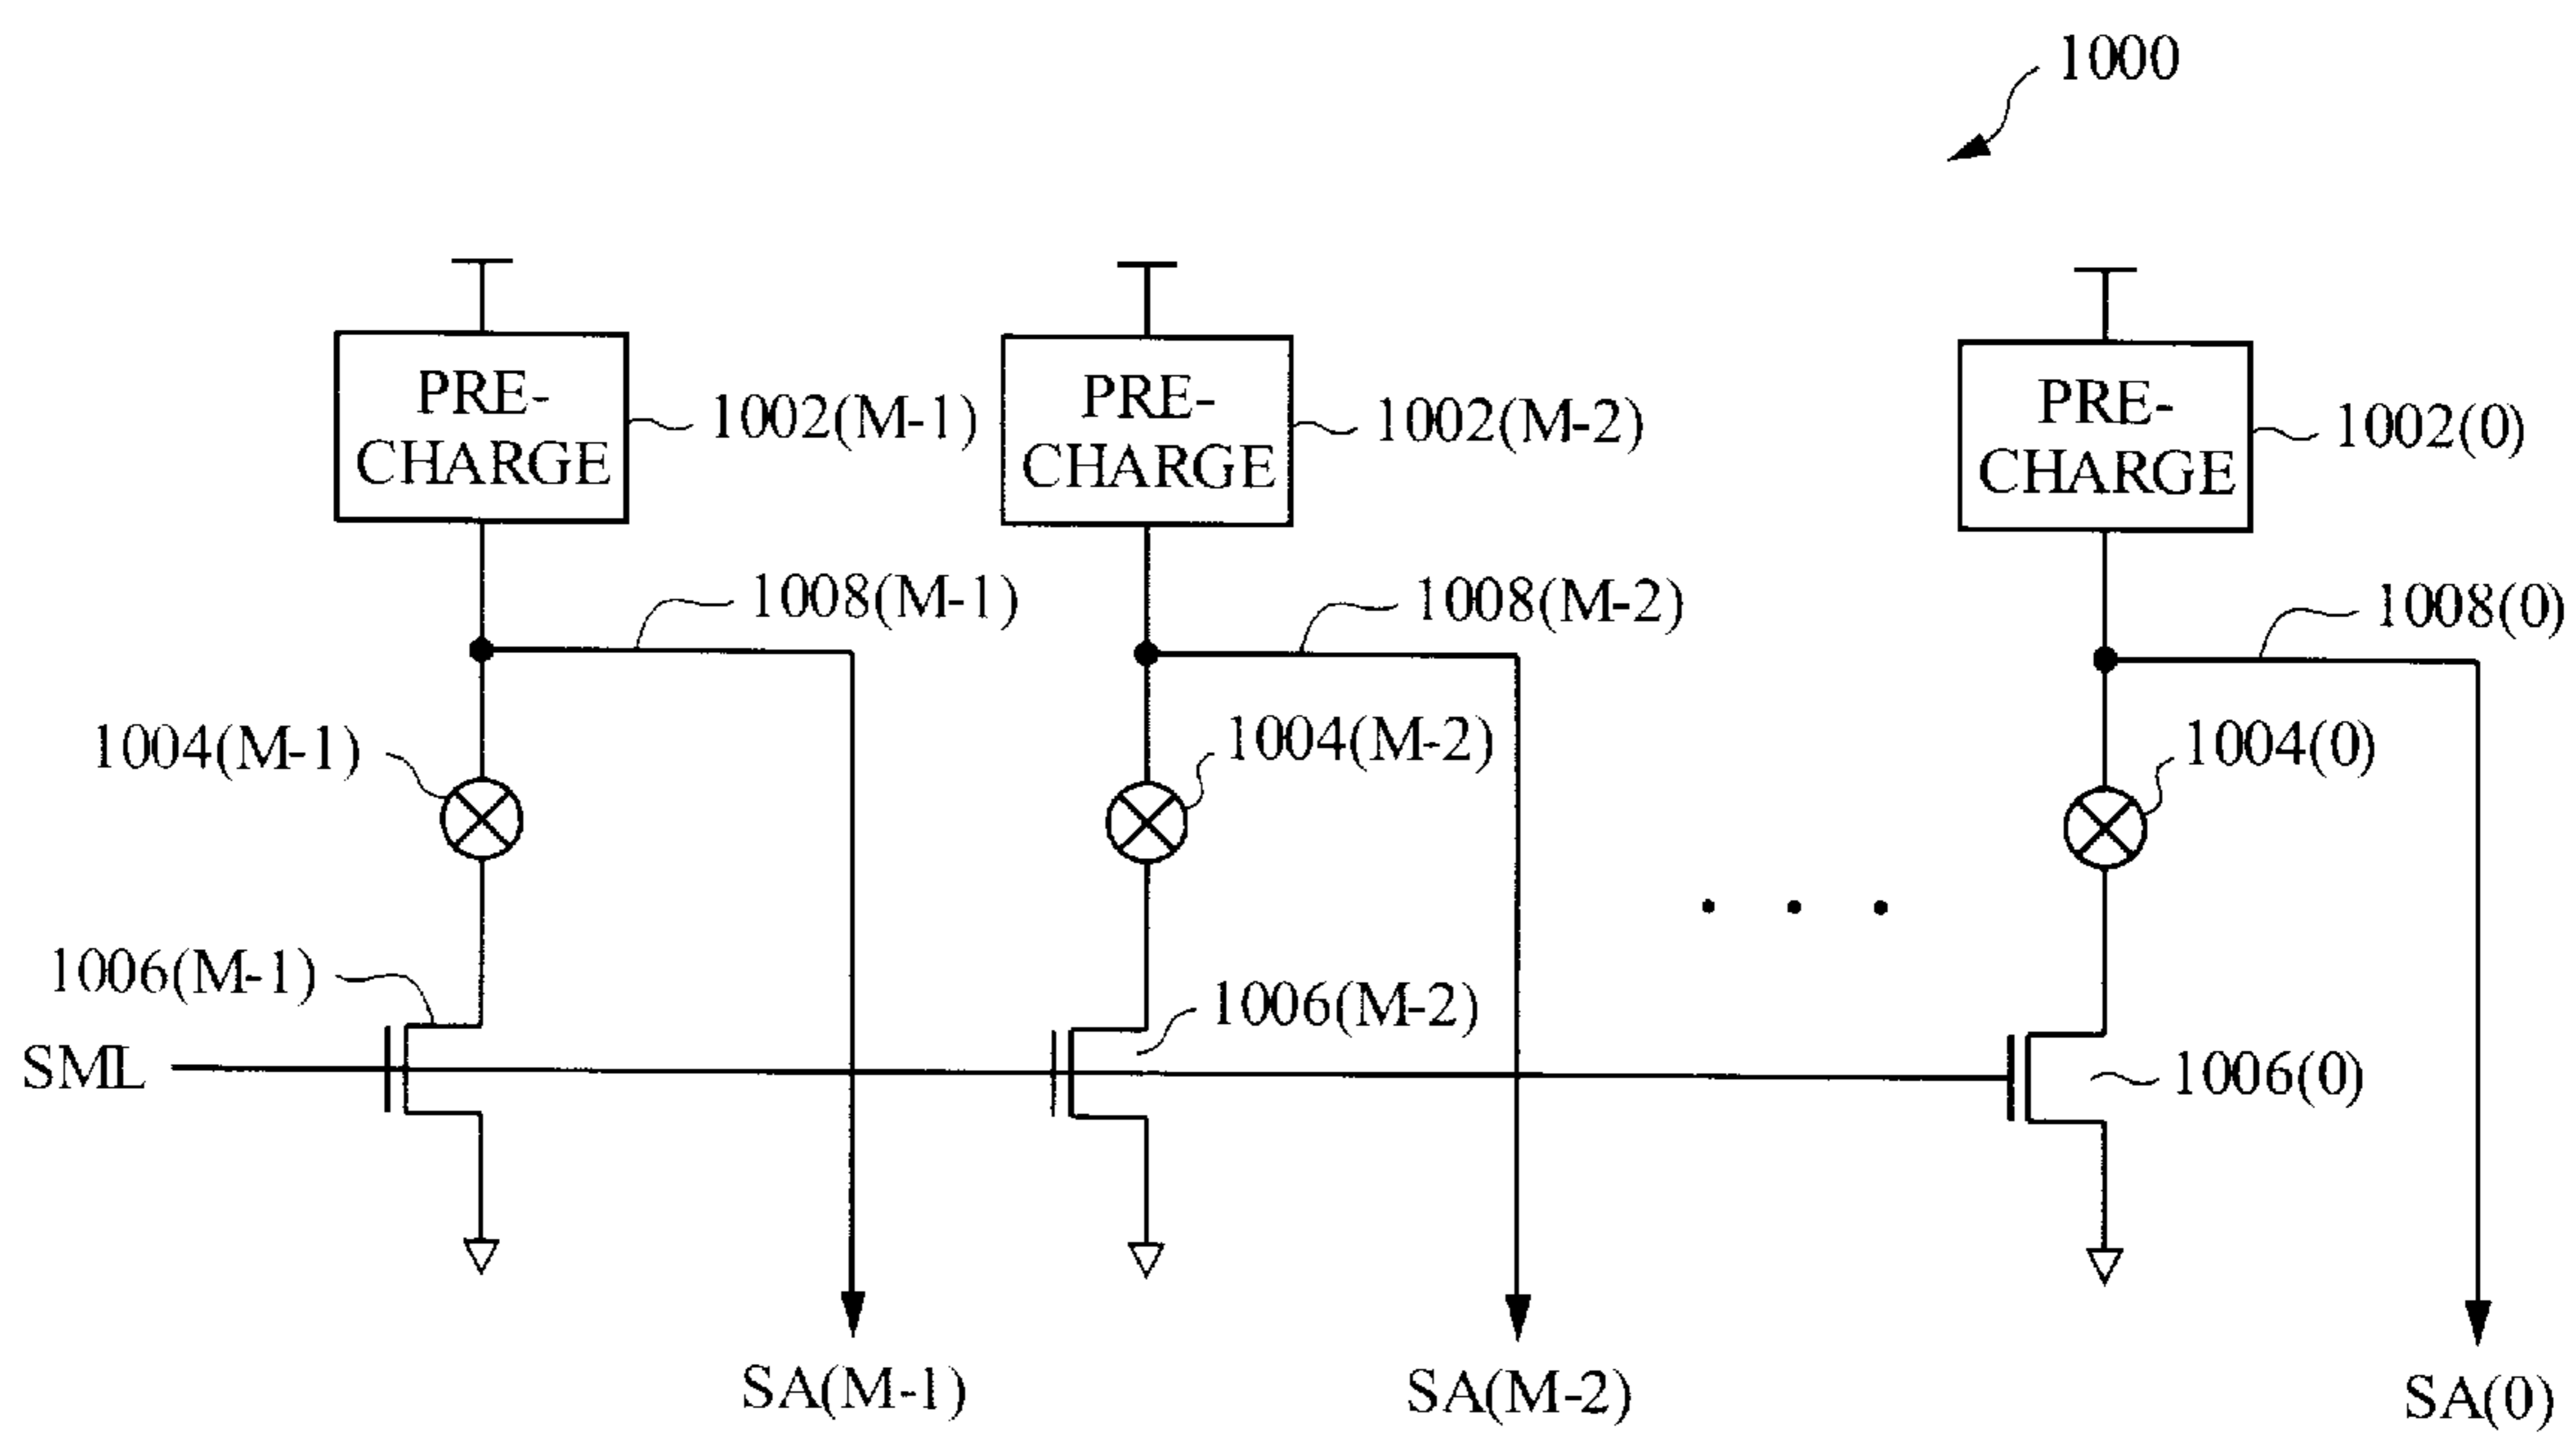 1000
PRE-
CHARGE
1002(M-1)
PRE-
CHARGE
1002(M-2)
PRE-
CHARGE
1002(0)
1008(M-1)
1008(M-2)
1008(0)
1004(M-1)
1004(M-2)
1004(0)
1006(M-1)
1006(M-2)
1006(0)
SML
SA(M-1)
SA(M-2)
SA(0)